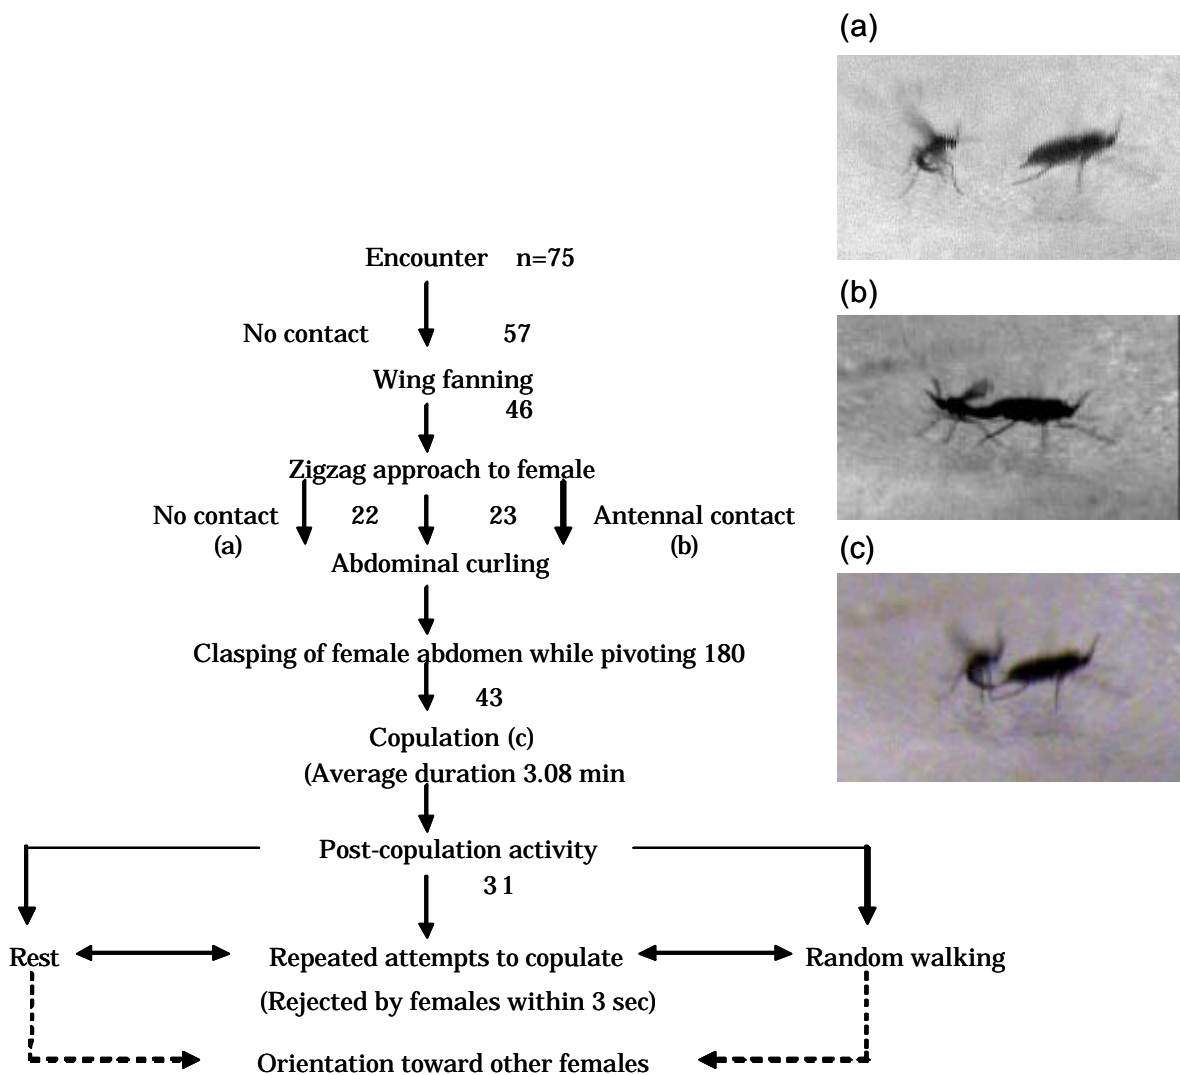 (a)
(b)
(c)
Encounter n=75
No contact 57
Wing fanning
46
Zigzag approach to female
No contact 22 23 Antennal contact
(a) (b)
Abdominal curling
Clasping of female abdomen while pivoting 180
43
Copulation (c)
(Average duration 3.08 min
Post-copulation activity
31
Rest Repeated attempts to copulate Random walking
(Rejected by females within 3 sec)
Orientation toward other females